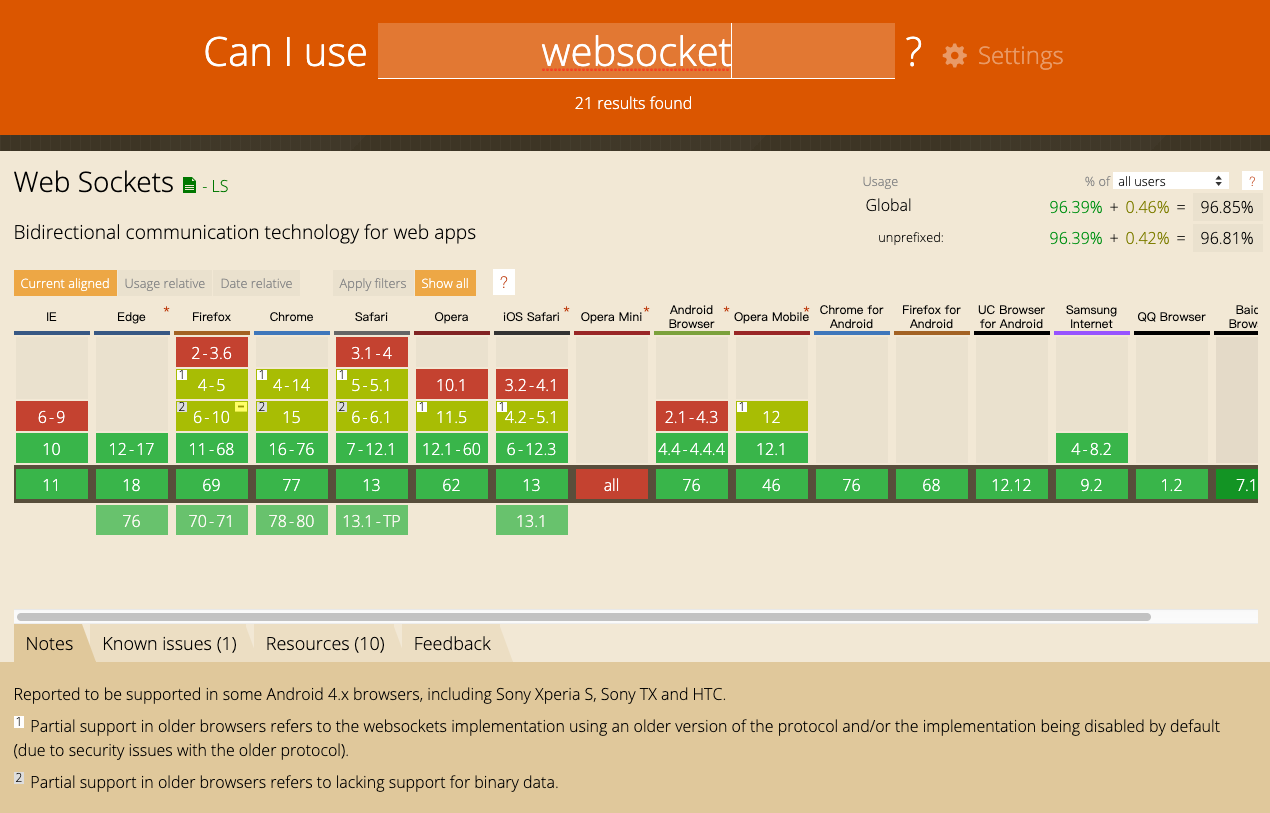 Can I use websocket ? Settings
21 results found
Web Sockets - LS
Usage % of all users ?
Global 96.39% + 0.46% = 96.85%
unprefixed: 96.39% + 0.42% = 96.81%
Bidirectional communication technology for web apps
Current aligned Usage relative Date relative Apply filters Show all ?
IE Edge * Firefox Chrome Safari Opera iOS Safari * Opera Mini * Android Browser * Opera Mobile * Chrome for Android Firefox for Android UC Browser for Android Samsung Internet QQ Browser Baid Brow
2-3.6 3.1-4
1 4-5 1 4-14 1 5-5.1 10.1 3.2-4.1
6-9 2 6-10 2 15 2 6-6.1 1 11.5 1 4.2-5.1 2.1-4.3 1 12
10 12-17 11-68 16-76 7-12.1 12.1-60 6-12.3 4.4-4.4.4 12.1 4-8.2
11 18 69 77 13 62 13 all 76 46 76 68 12.12 9.2 1.2 7.1
76 70-71 78-80 13.1-TP 13.1
Notes Known issues (1) Resources (10) Feedback
Reported to be supported in some Android 4.x browsers, including Sony Xperia S, Sony TX and HTC.
1 Partial support in older browsers refers to the websockets implementation using an older version of the protocol and/or the implementation being disabled by default
(due to security issues with the older protocol).
2 Partial support in older browsers refers to lacking support for binary data.